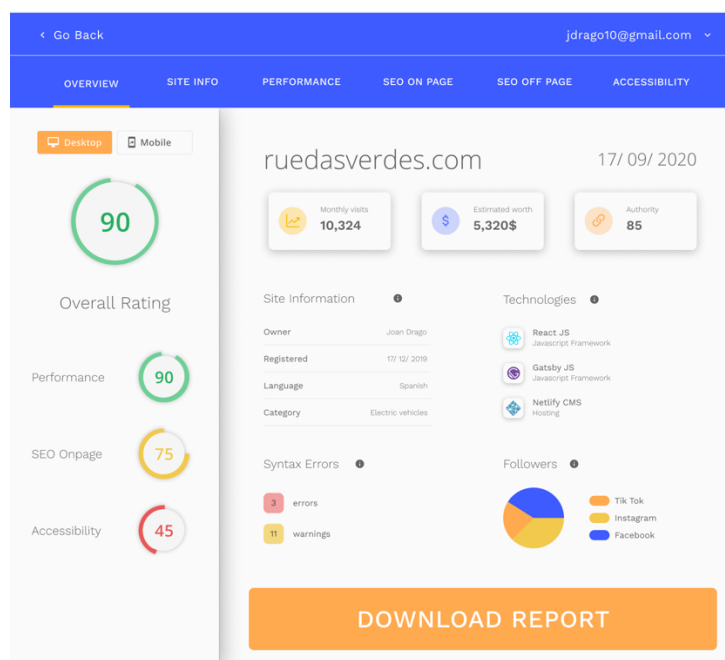 Go Back
jdrago10@gmail.com
OVERVIEW
SITE INFO
PERFORMANCE
SEO ON PAGE
SEO OFF PAGE
ACCESSIBILITY
Desktop
Mobile
90
Overall Rating
Performance
90
SEO Onpage
75
Accessibility
45
ruedasverdes.com
17/ 09/ 2020
Monthly visits
10,324
$
Estimated worth
5,320$
Authority
85
Site Information
Owner Joan Drago
Registered 17/ 12/ 2019
Language Spanish
Category Electric vehicles
Technologies
React JS
Javascript Framework
Gatsby JS
Javascript Framework
Netlify CMS
Hosting
Syntax Errors
3 errors
11 warnings
Followers
Tik Tok
Instagram
Facebook
DOWNLOAD REPORT